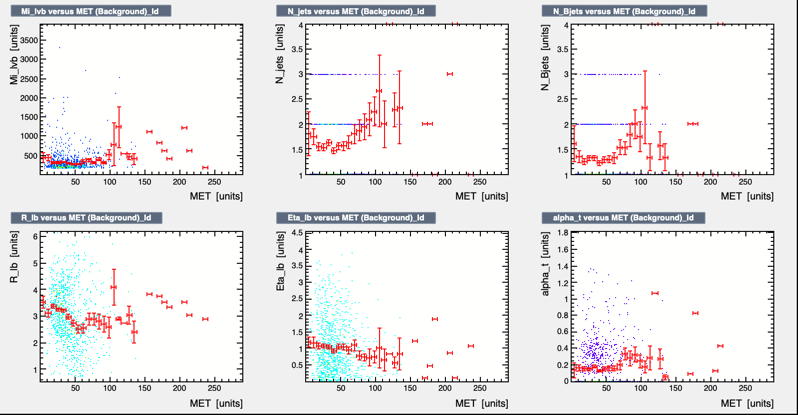 Mi_lvb versus MET (Background)_Id
N_jets versus MET (Background)_Id
N_Bjets versus MET (Background)_Id
Mi_lvb [units]
3500
3000
2500
2000
1500
1000
500
50 100 150 200 250
MET [units]
N_jets [units]
4
3.5
3
2.5
2
1.5
1
50 100 150 200 250
MET [units]
N_Bjets [units]
4
3.5
3
2.5
2
1.5
1
50 100 150 200 250
MET [units]
R_lb versus MET (Background)_Id
Eta_lb versus MET (Background)_Id
alpha_t versus MET (Background)_Id
R_lb [units]
6
5
4
3
2
1
50 100 150 200 250
MET [units]
Eta_lb [units]
4.5
4
3.5
3
2.5
2
1.5
1
0.5
50 100 150 200 250
MET [units]
alpha_t [units]
1.8
1.6
1.4
1.2
1
0.8
0.6
0.4
0.2
0
50 100 150 200 250
MET [units]